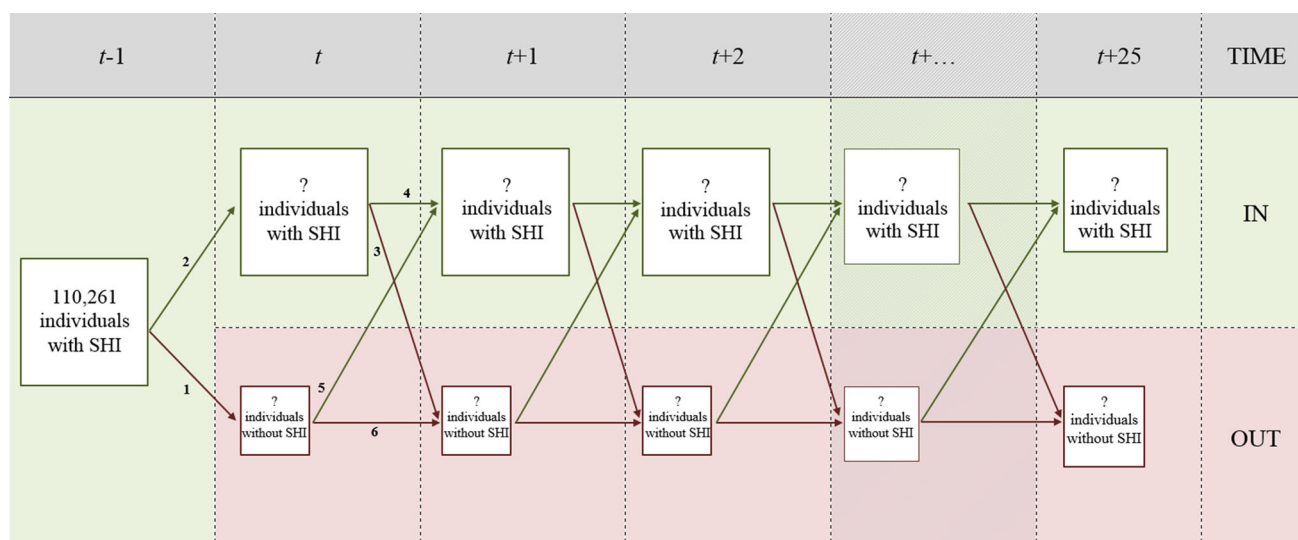 t-1
t
t+1
t+2
t+…
t+25
TIME
?
individuals
with SHI
?
individuals
with SHI
?
individuals
with SHI
?
individuals
with SHI
?
individuals
with SHI
IN
4
3
2
110,261
individuals
with SHI
1
5
6
?
individuals
without SHI
?
individuals
without SHI
?
individuals
without SHI
?
individuals
without SHI
?
individuals
without SHI
OUT